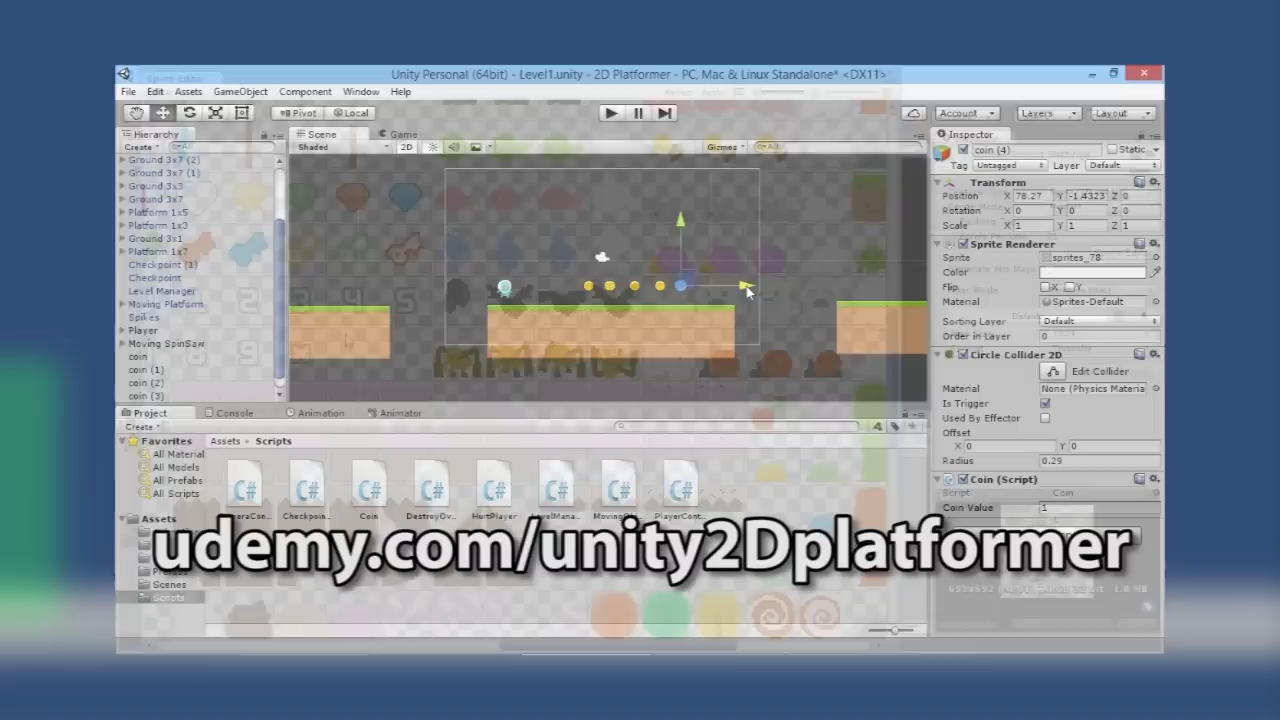 Unity Personal (64bit) - Level1.unity - 2D Platformer - PC, Mac & Linux Standalone* <DX11>
File Edit Assets GameObject Component Window Help
Pivot Local Account Layers Layout
Hierarchy
Create
Ground 3x7 (2)
Ground 3x7 (1)
Ground 3x3
Ground 3x7
Platform 1x5
Platform 1x3
Ground 3x1
Platform 1x7
Checkpoint (1)
Checkpoint
Level Manager
Moving Platform
Spikes
Player
Moving SpinSaw
coin
coin (1)
coin (2)
coin (3)
Scene Game
Shaded 2D Gizmos
Inspector
coin (4) Static
Tag Untagged Layer Default
Transform
Position X 78.27 Y -1.4323 Z 0
Rotation X 0 Y 0 Z 0
Scale X 1 Y 1 Z 1
Sprite Renderer
Sprite sprites_78
Color
Flip X Y
Material Sprites-Default
Sorting Layer Default
Order in Layer 0
Circle Collider 2D
Edit Collider
Material None (Physics Materia
Is Trigger
Used By Effector
Offset
X 0 Y 0
Radius 0.29
Coin (Script)
Script Coin
Coin Value 1
Project Console Animation Animator
Create
Favorites
All Material
All Models
All Prefabs
All Scripts
Assets
Scenes
Scripts
Assets Scripts
C# C# C# C# C# C# C# C#
Checkpoin... Coin DestroyOv... HurtPlayer LevelMana... PlayerCont...
udemy.com/unity2Dplatformer